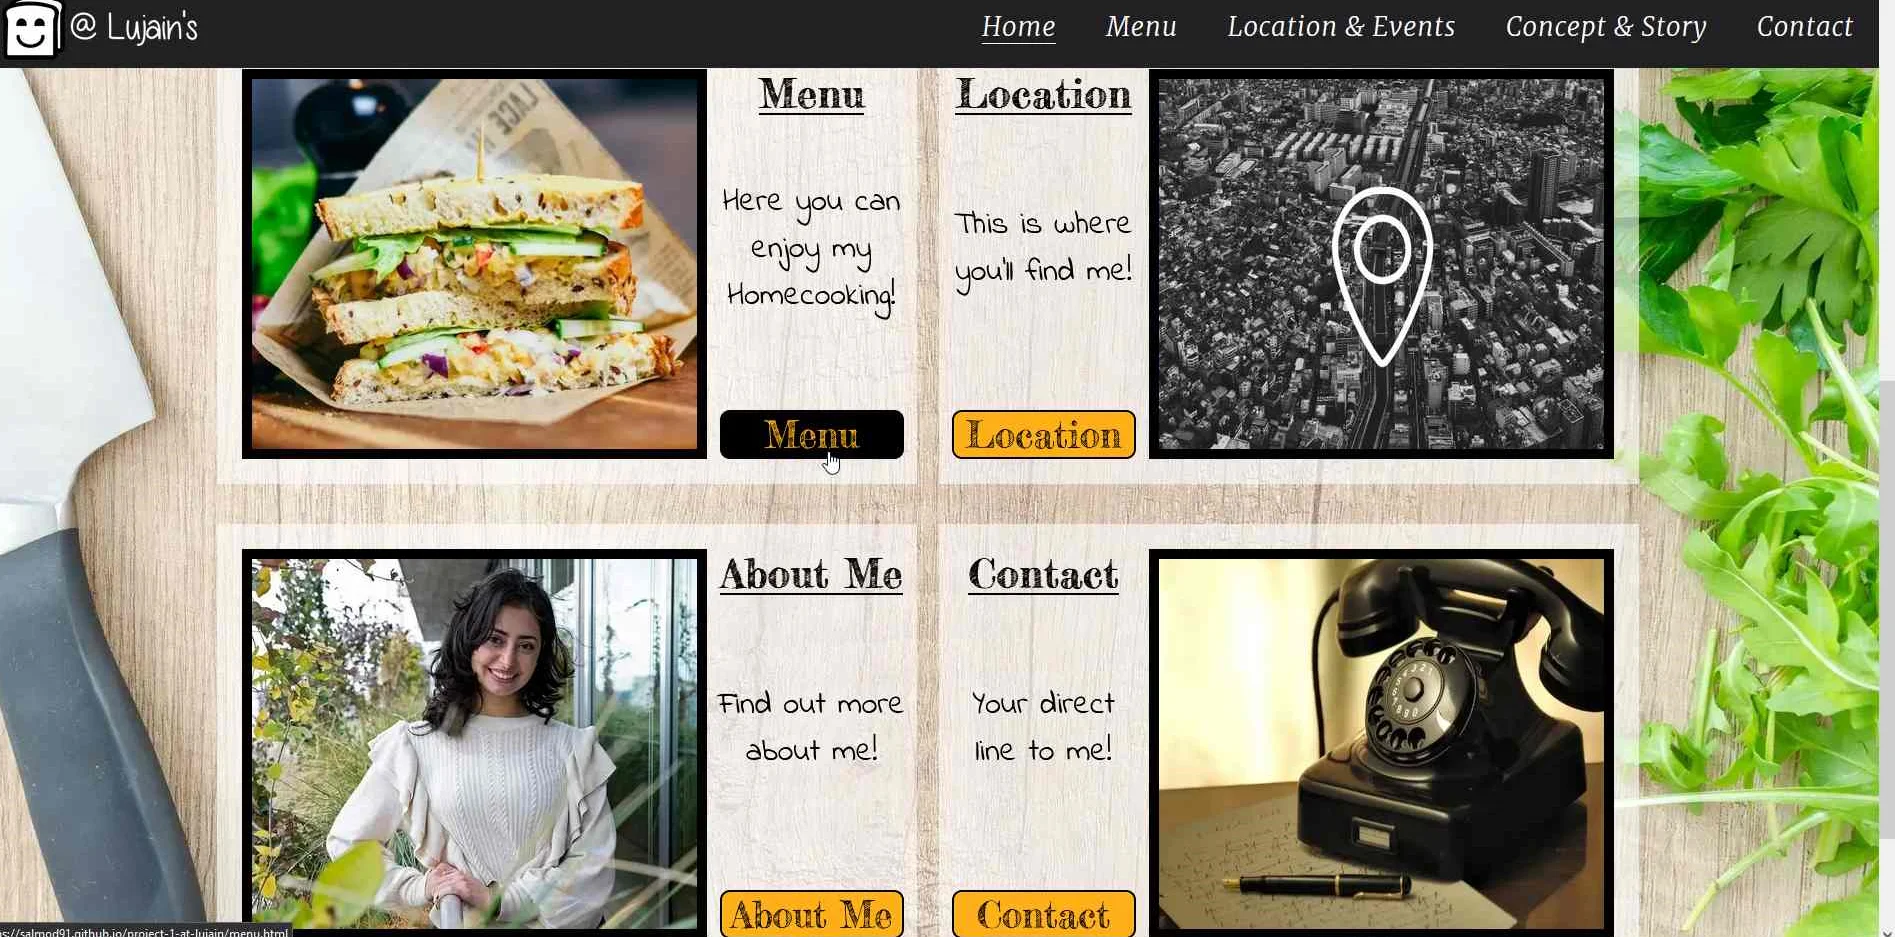 @ Lujain's
Home Menu Location & Events Concept & Story Contact
Menu
Here you can
enjoy my
Homecooking!
Menu
Location
This is where
you'll find me!
Location
About Me
Find out more
about me!
About Me
Contact
Your direct
line to me!
Contact
s://salmod91.github.io/project-1-at-lujain/menu.html